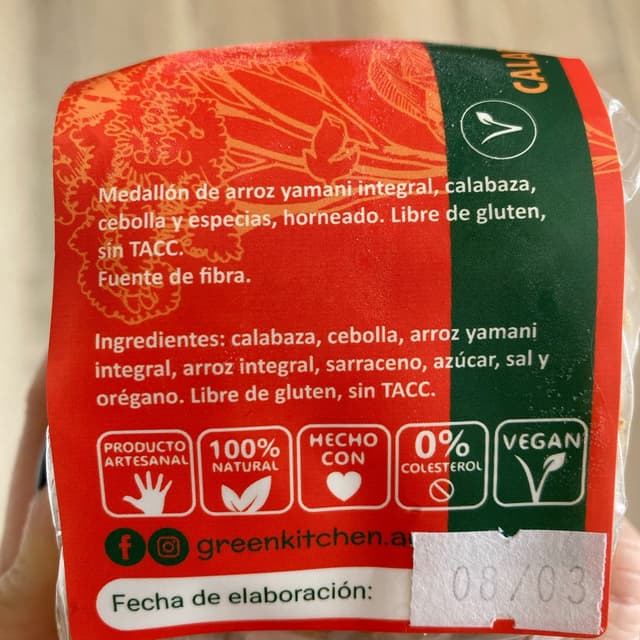 CALA
Medallón de arroz yamani integral, calabaza,
cebolla y especias, horneado. Libre de gluten,
sin TACC.
Fuente de fibra.
Ingredientes: calabaza, cebolla, arroz yamani
integral, arroz integral, sarraceno, azúcar, sal y
orégano. Libre de gluten, sin TACC.
PRODUCTO
ARTESANAL
100%
NATURAL
HECHO
CON
0%
COLESTEROL
VEGAN
greenkitchen.a
Fecha de elaboración:
08/03